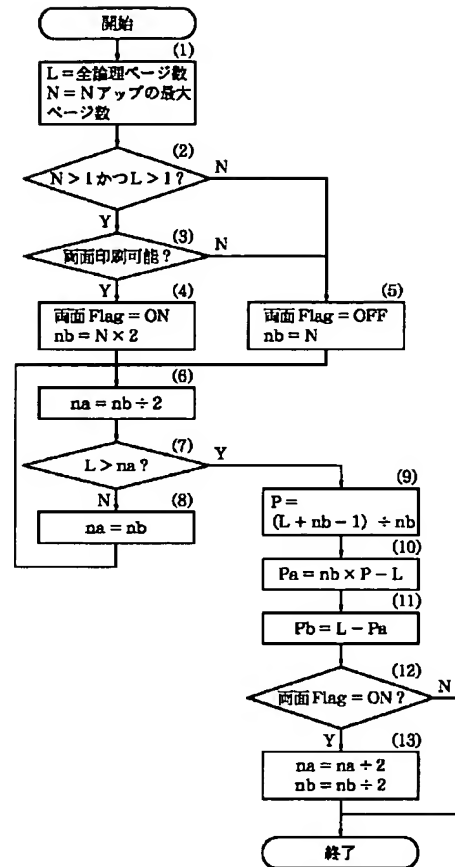 開始
(1)
L=全論理ページ数
N=Nアップの最大
ページ数
(2)
N>1かつL>1?
N
Y
(3)
両面印刷可能?
N
Y
(4)
両面Flag=ON
nb=N×2
(5)
両面Flag=OFF
nb=N
(6)
na=nb÷2
(7)
L>na?
Y
N
(8)
na=nb
(9)
P=
(L+nb-1) ÷nb
(10)
Pa=nb×P-L
(11)
Pb=L-Pa
(12)
両面Flag=ON?
N
Y
(13)
na=na÷2
nb=nb÷2
終了